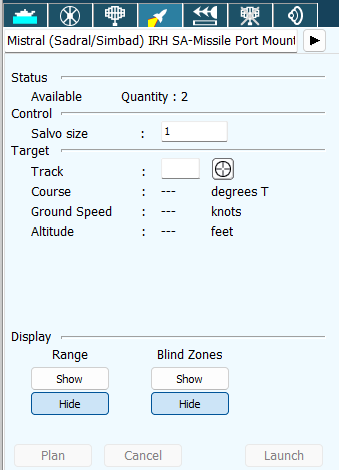 Mistral (Sadral/Simbad) IRH SA-Missile Port Mount
Status
Available Quantity : 2
Control
Salvo size : 1
Target
Track :
Course : --- degrees T
Ground Speed : --- knots
Altitude : --- feet
Display
Range Blind Zones
Show Show
Hide Hide
Plan Cancel Launch